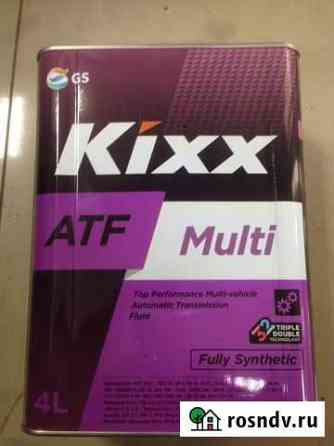 GS
Kixx
ATF
Multi
Top Performance Multi-vehicle
Automatic Transmission
Fluid
TRIPLE
DOUBLE
TECHNOLOGY
Fully Synthetic
4L
rosndv.ru